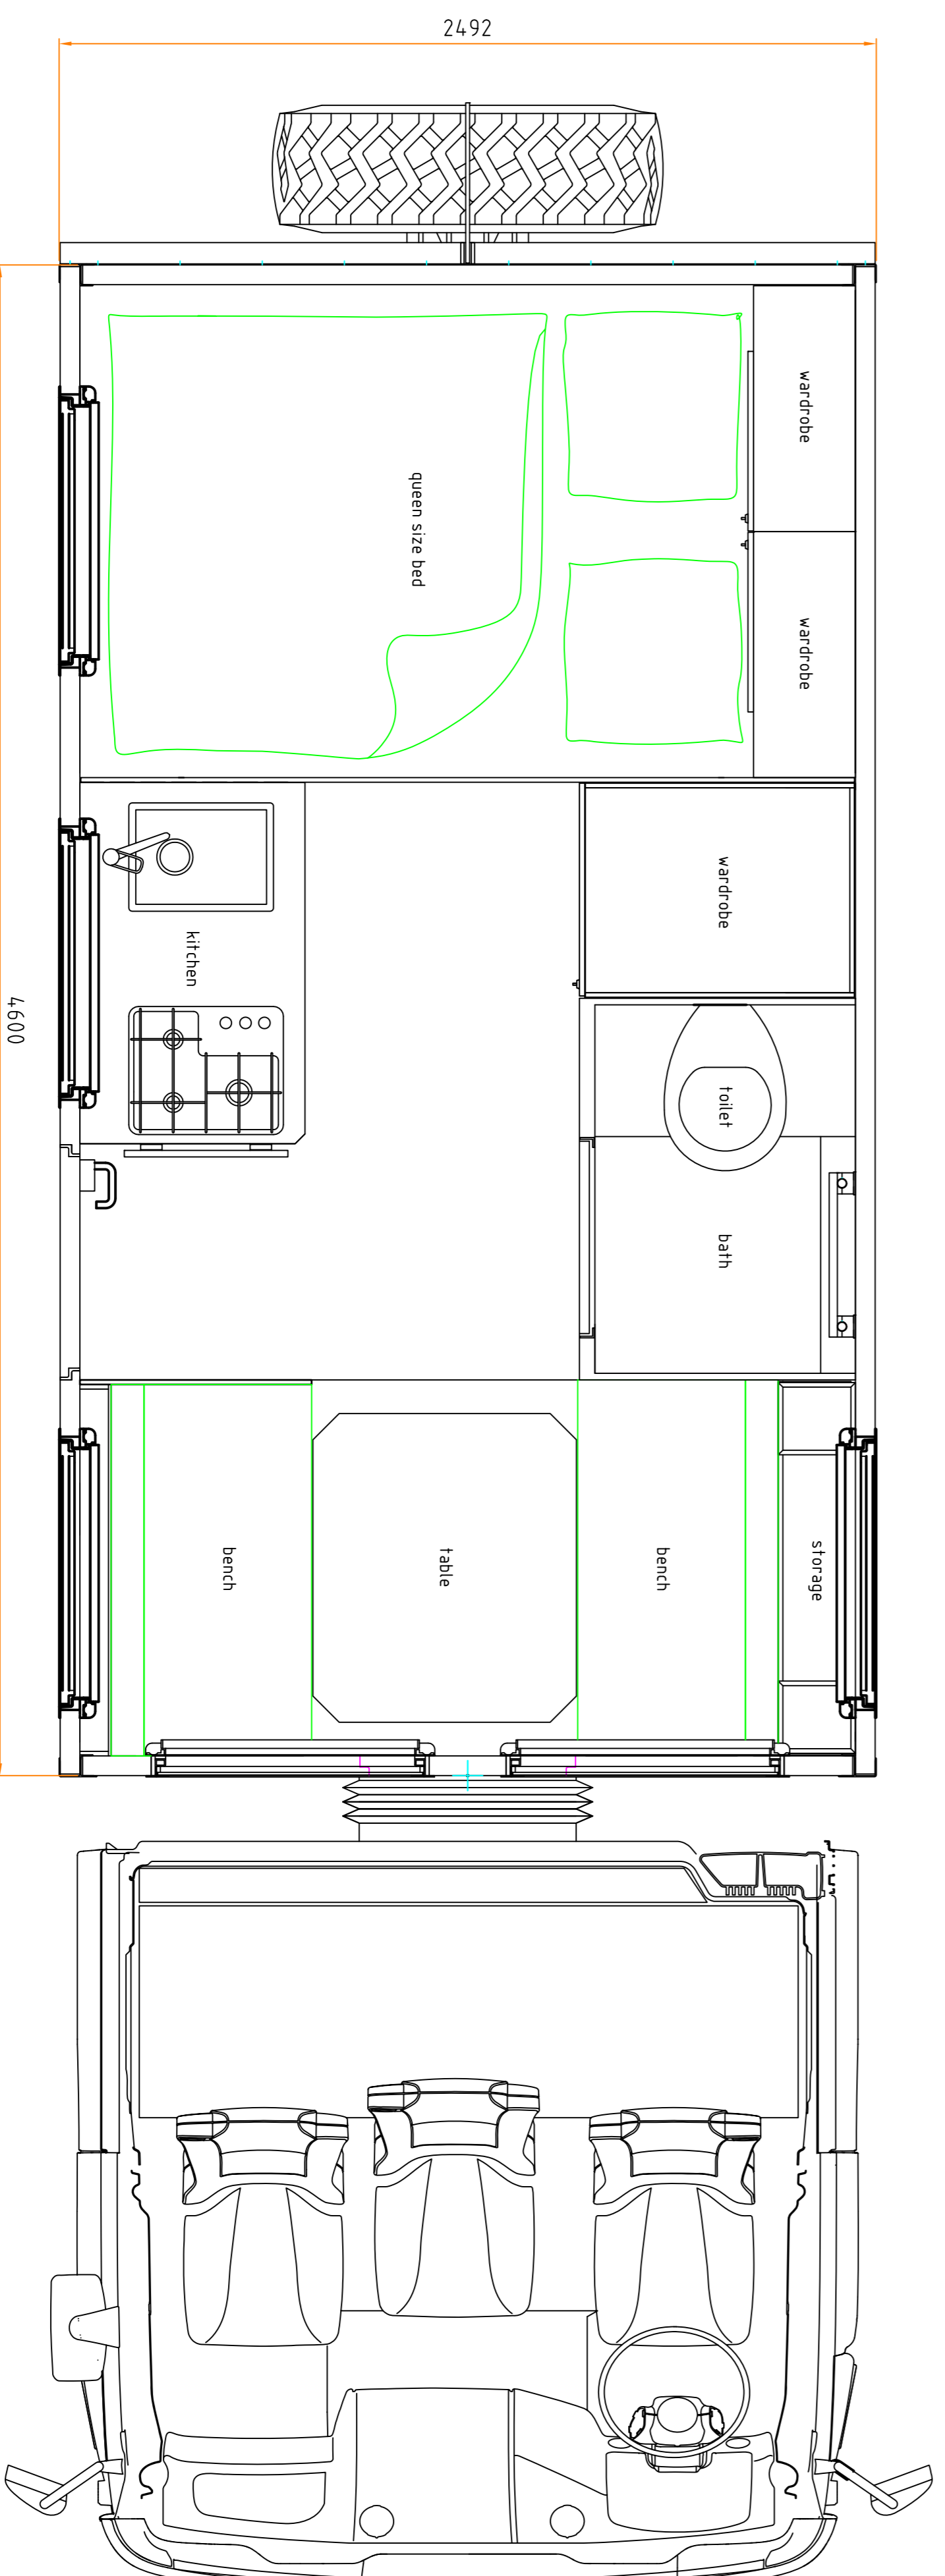 2492
wardrobe
queen size bed
wardrobe
wardrobe
kitchen
4600
toilet
bath
bench
table
bench
storage